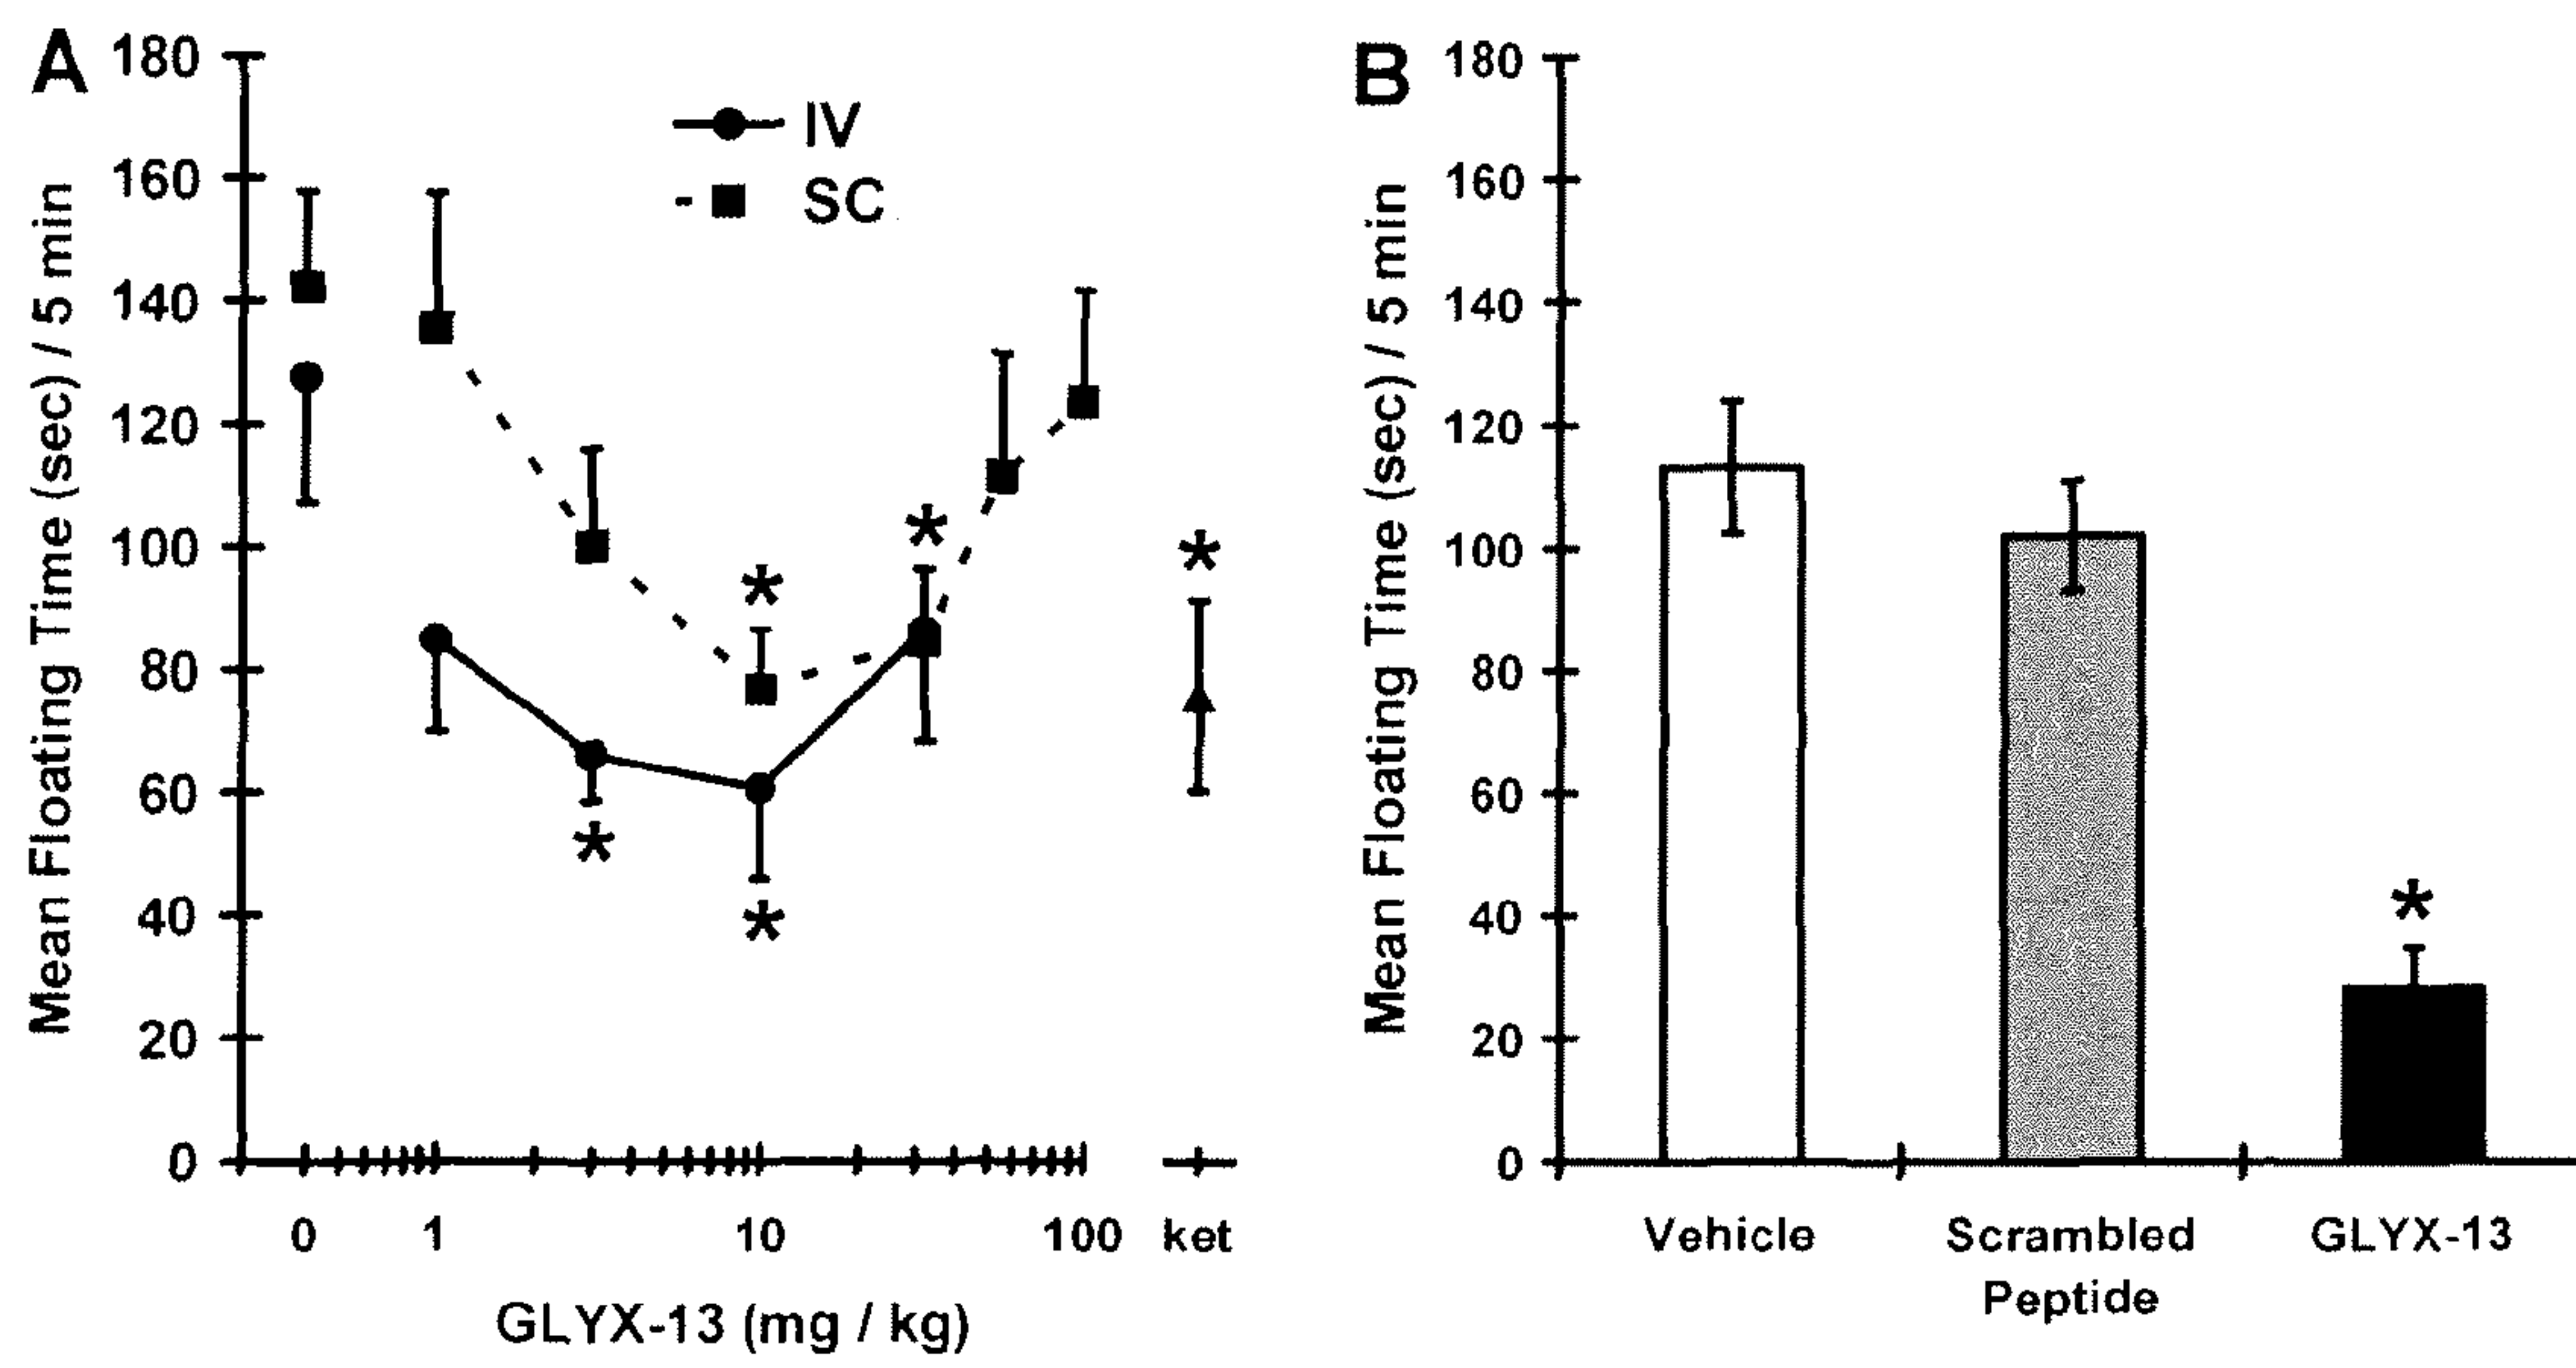 A
180
160
140
120
100
80
60
40
20
0
Mean Floating Time (sec) / 5 min
IV
SC
*
*
*
*
*
0 1 10 100 ket
GLYX-13 (mg / kg)
B
180
160
140
120
100
80
60
40
20
0
Mean Floating Time (sec) / 5 min
*
Vehicle Scrambled GLYX-13
Peptide